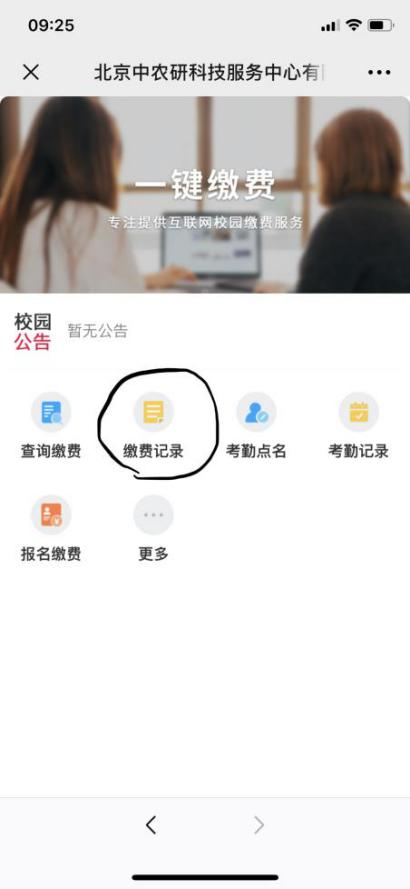 09:25
北京中农研科技服务中心有
一键缴费
专注提供互联网校园缴费服务
校园
公告
暂无公告
查询缴费
缴费记录
考勤点名
考勤记录
报名缴费
更多